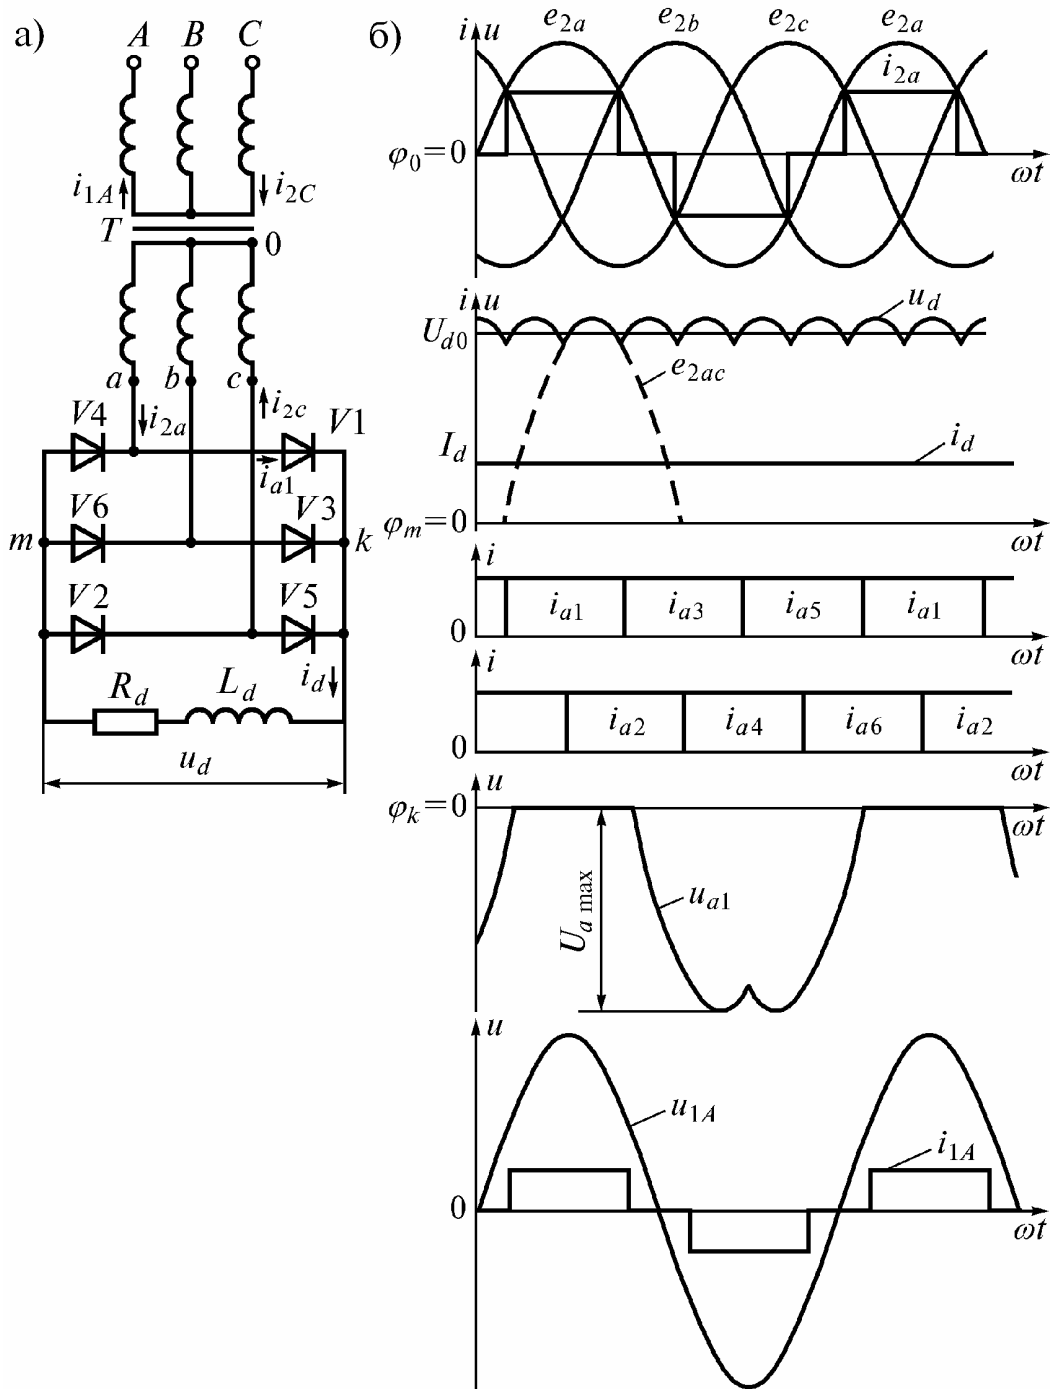 а)
A B C
i1A
i2C
T
0
a b c
i2a
i2c
V4
V1
ia1
V6
V3
m
k
V2
V5
id
Rd
Ld
ud
б)
i u
e2a e2b e2c e2a
i2a
φ0=0
ωt
i u
ud
Ud0
e2ac
Id
id
φm=0
ωt
i
ia1 ia3 ia5 ia1
0
ωt
i
ia2 ia4 ia6 ia2
0
ωt
u
φk=0
ωt
Ua max
ua1
u
u1A
i1A
0
ωt